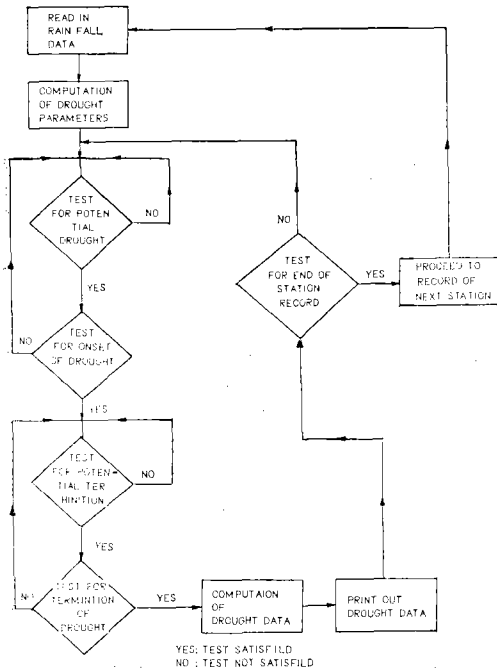 READ IN
RAIN FALL
DATA
COMPUTATION
OF DROUGHT
PARAMETERS
TEST
FOR POTEN
TIAL
DROUGHT
NO
YES
TEST
FOR ONSET
OF DROUGHT
NO
YES
TEST
FOR POTEN-
TIAL TER
HINITION
NO
YES
TEST FOR
TERMINTION
OF
DROUGHT
NO
YES
COMPUTAION
OF
DROUGHT DATA
PRINT OUT
DROUGHT DATA
NO
TEST
FOR END OF
STATION
RECORD
YES
PROCEED TO
RECORD OF
NEXT STATION
YES: TEST SATISFILD
NO : TEST NOT SATISFILD